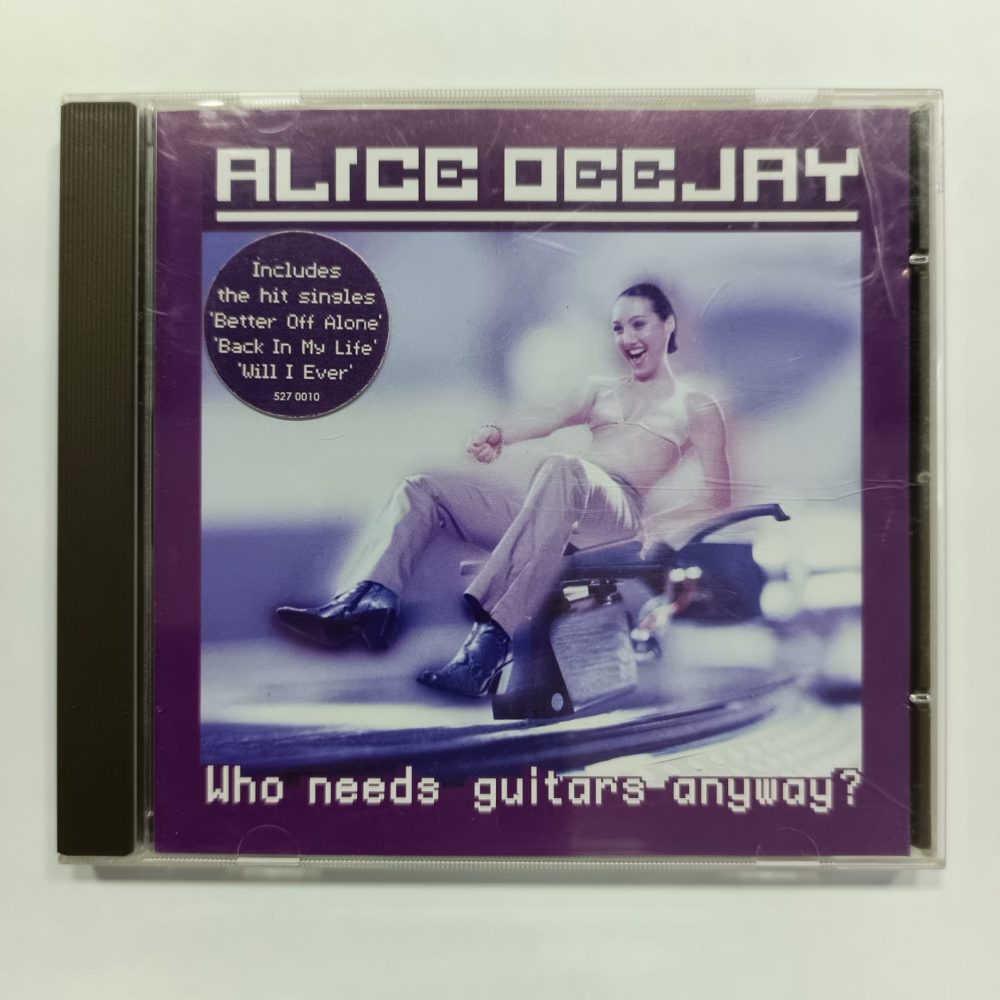 ALICE DEEJAY
Includes
the hit singles
'Better Off Alone'
'Back In My Life'
'Will I Ever'
527 0010
Who needs guitars anyway?